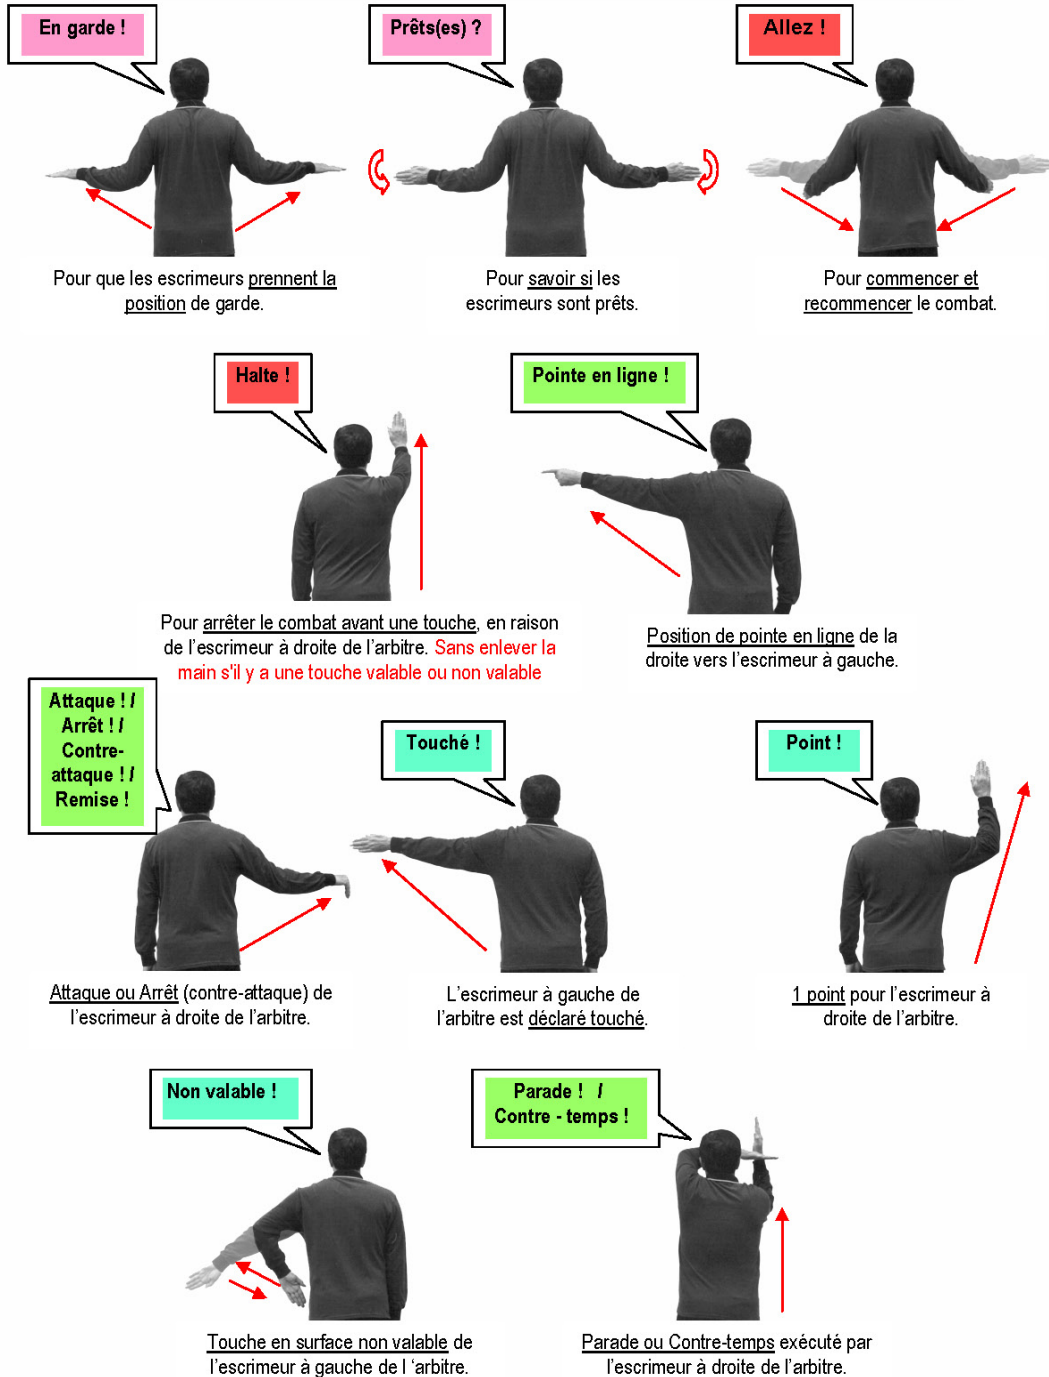 En garde !
Prêts(es) ?
Allez !
Pour que les escrimeurs prennent la
position de garde.
Pour savoir si les
escrimeurs sont prêts.
Pour commencer et
recommencer le combat.
Halte !
Pointe en ligne !
Pour arrêter le combat avant une touche, en raison
de l'escrimeur à droite de l'arbitre. Sans enlever la
main s'il y a une touche valable ou non valable
Position de pointe en ligne de la
droite vers l'escrimeur à gauche.
Attaque ! /
Arrêt ! /
Contre-
attaque ! /
Remise !
Touché !
Point !
Attaque ou Arrêt (contre-attaque) de
l'escrimeur à droite de l'arbitre.
L'escrimeur à gauche de
l'arbitre est déclaré touché.
1 point pour l'escrimeur à
droite de l'arbitre.
Non valable !
Parade ! /
Contre - temps !
Touche en surface non valable de
l'escrimeur à gauche de l 'arbitre.
Parade ou Contre-temps exécuté par
l'escrimeur à droite de l'arbitre.